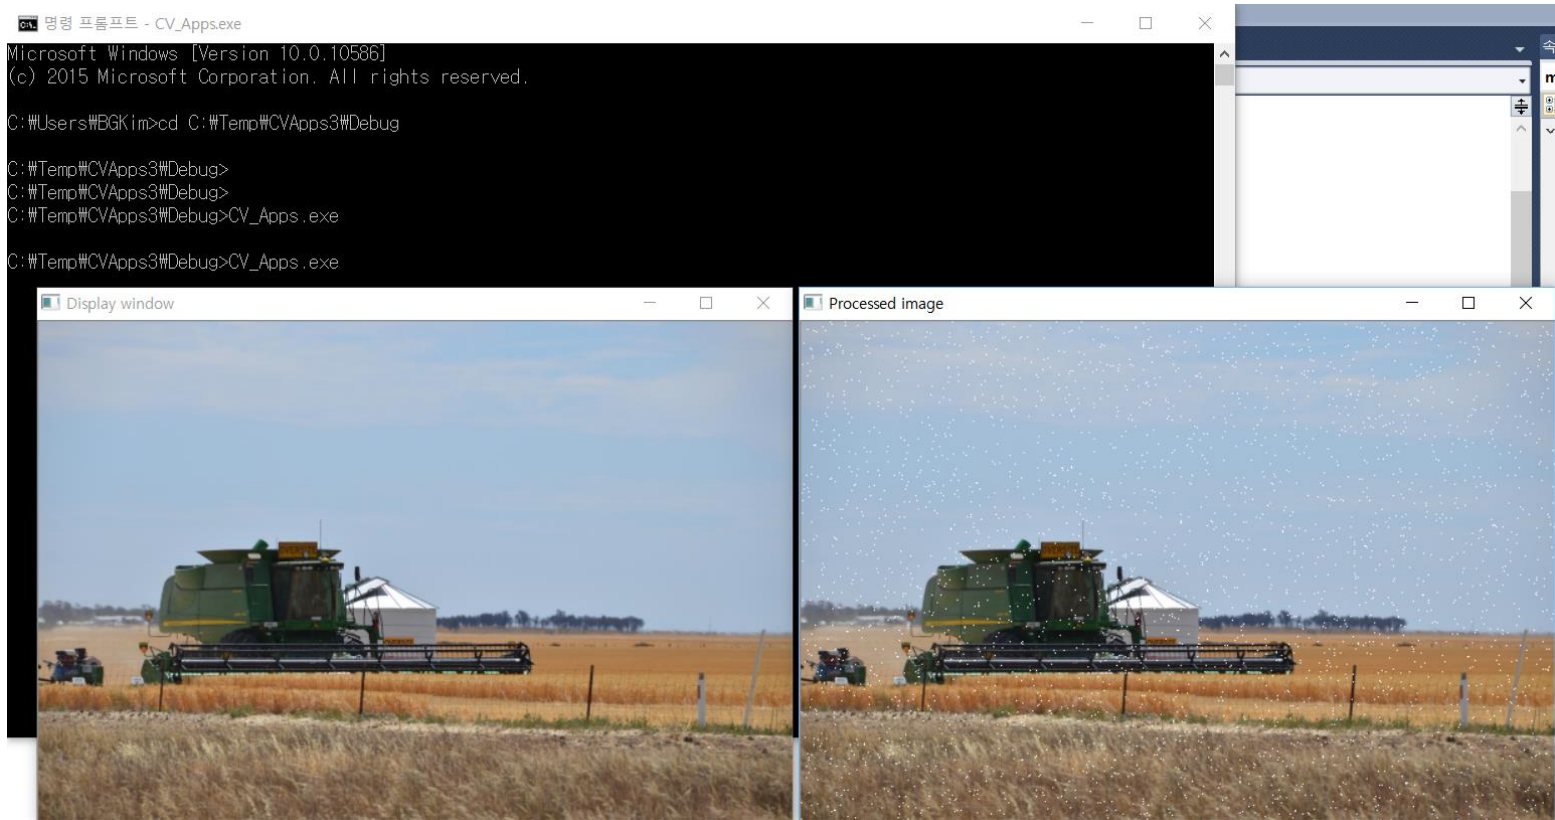 명령 프롬프트 - CV_Apps.exe
Microsoft Windows [Version 10.0.10586]
(c) 2015 Microsoft Corporation. All rights reserved.
C:₩Users₩BGKim>cd C:₩Temp₩CVApps3₩Debug
C:₩Temp₩CVApps3₩Debug>
C:₩Temp₩CVApps3₩Debug>
C:₩Temp₩CVApps3₩Debug>CV_Apps.exe
C:₩Temp₩CVApps3₩Debug>CV_Apps.exe
Display window
Processed image